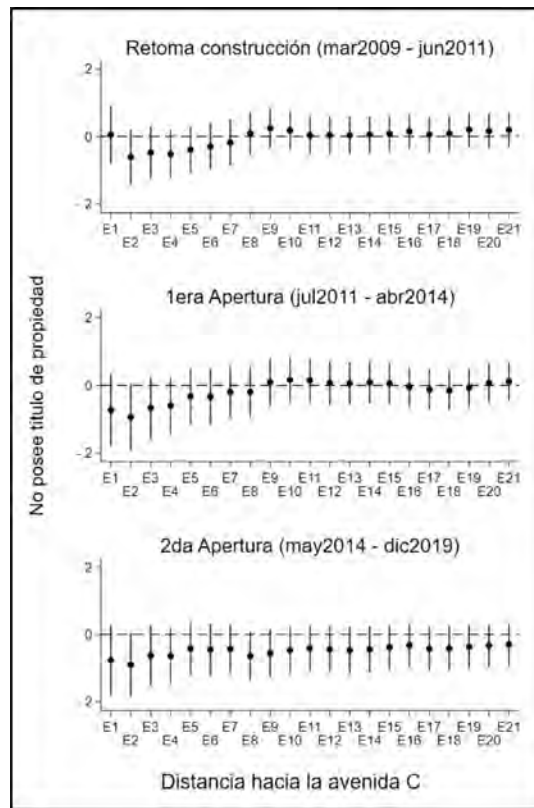 No posee título de propiedad
Retoma construcción (mar2009 - jun2011)
2
0
2
E1 E3 E5 E7 E9 E11 E13 E15 E17 E19 E21
E2 E4 E6 E8 E10 E12 E14 E16 E18 E20
1era Apertura (jul2011 - abr2014)
2
0
- 2
E1 E3 E5 E7 E9 E11 E13 E15 E17 E19 E21
E2 E4 E6 E8 E10 E12 E14 E16 E18 E20
2da Apertura (may2014 - dic2019)
2
0
2
E1 E3 E5 E7 E9 E11 E13 E15 E17 E19 E21
E2 E4 E6 E8 E10 E12 E14 E16 E18 E20
Distancia hacia la avenida C